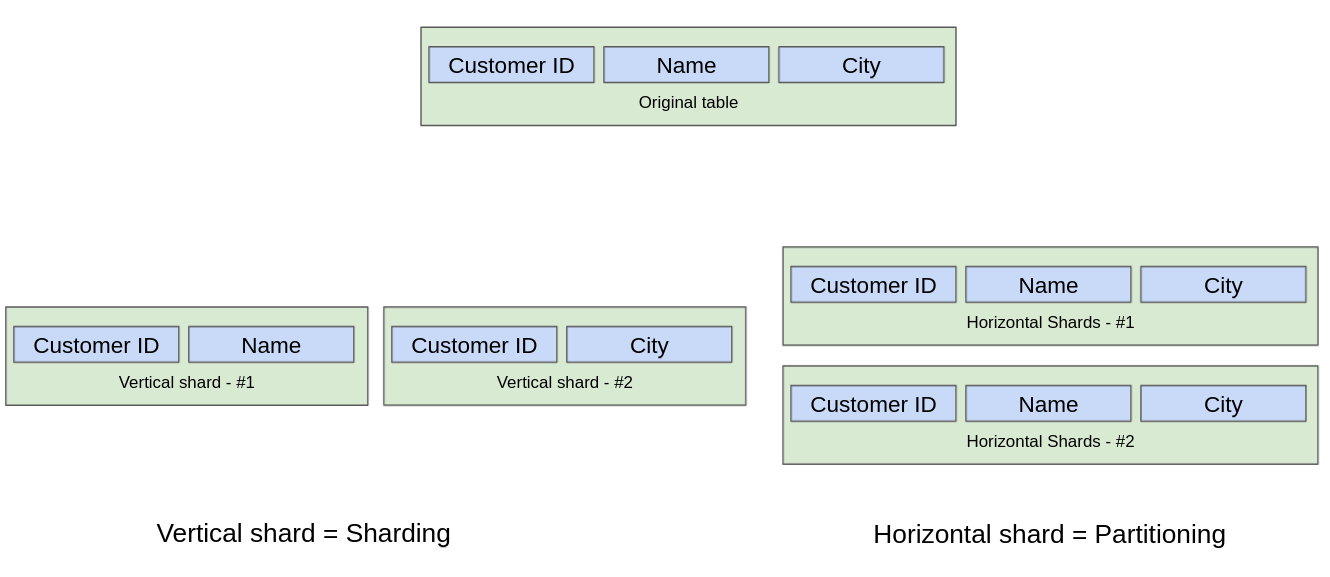 Customer ID
Name
City
Original table
Customer ID
Name
Vertical shard - #1
Customer ID
City
Vertical shard - #2
Customer ID
Name
City
Horizontal Shards - #1
Customer ID
Name
City
Horizontal Shards - #2
Vertical shard = Sharding
Horizontal shard = Partitioning